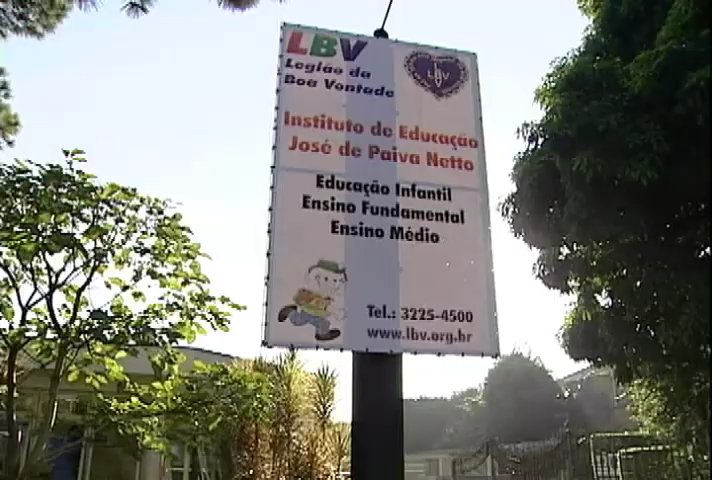 LBV
Legião da
Boa Vontade
LBV
Instituto de Educação
José de Paiva Netto
Educação Infantil
Ensino Fundamental
Ensino Médio
Tel.: 3225-4500
www.lbv.org.br